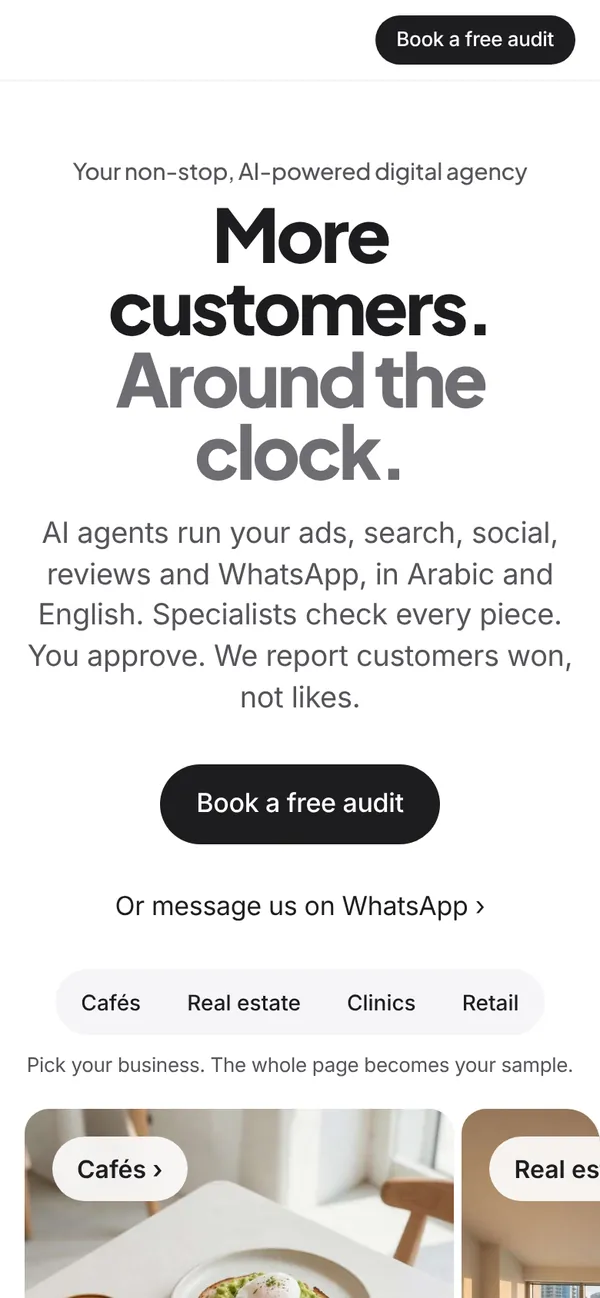 Book a free audit
Your non-stop, AI-powered digital agency
More
customers.
Around the
clock.
AI agents run your ads, search, social,
reviews and WhatsApp, in Arabic and
English. Specialists check every piece.
You approve. We report customers won,
not likes.
Book a free audit
Or message us on WhatsApp ›
Cafés Real estate Clinics Retail
Pick your business. The whole page becomes your sample.
Cafés › Real es